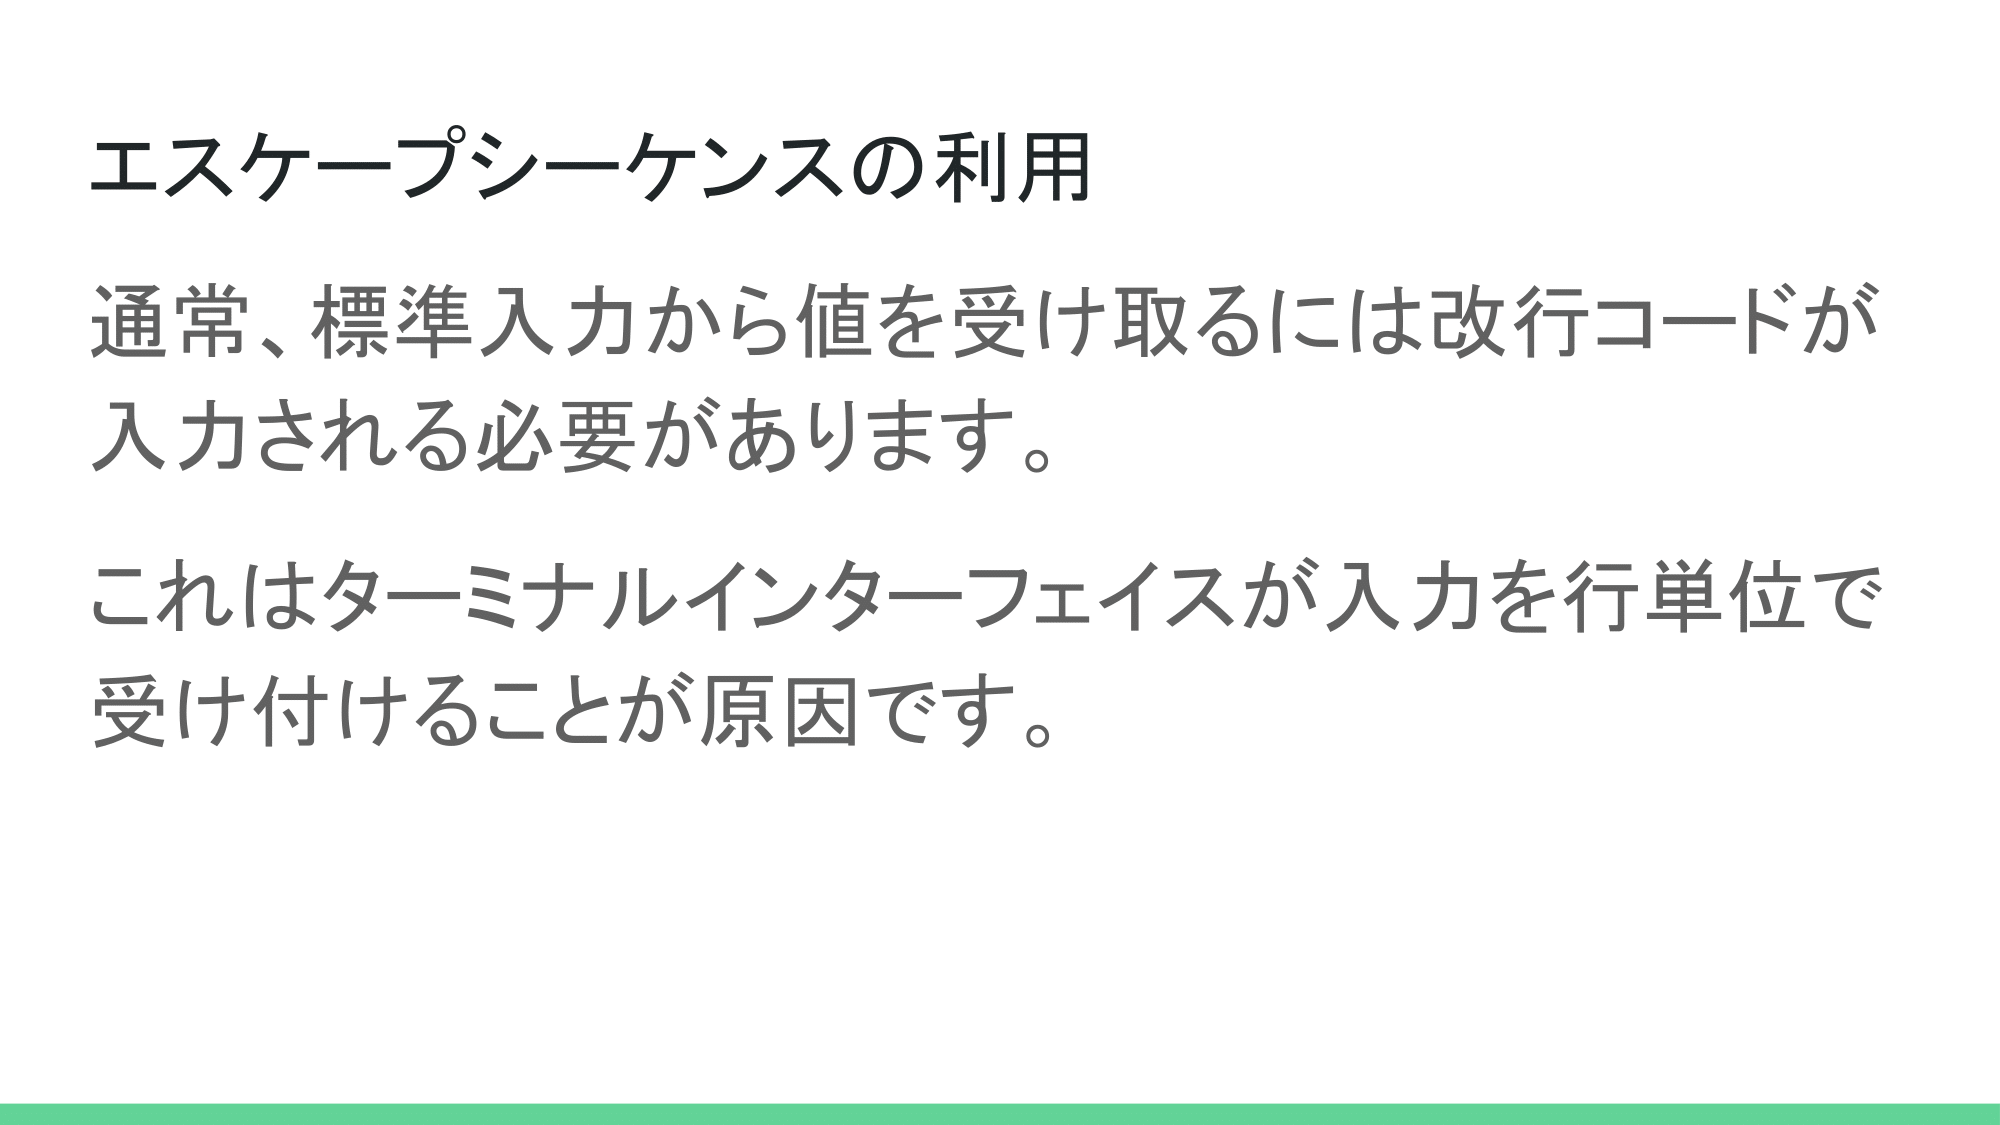 エスケープシーケンスの利用
通常、標準入力から値を受け取るには改行コードが
入力される必要があります。
これはターミナルインターフェイスが入力を行単位で
受け付けることが原因です。